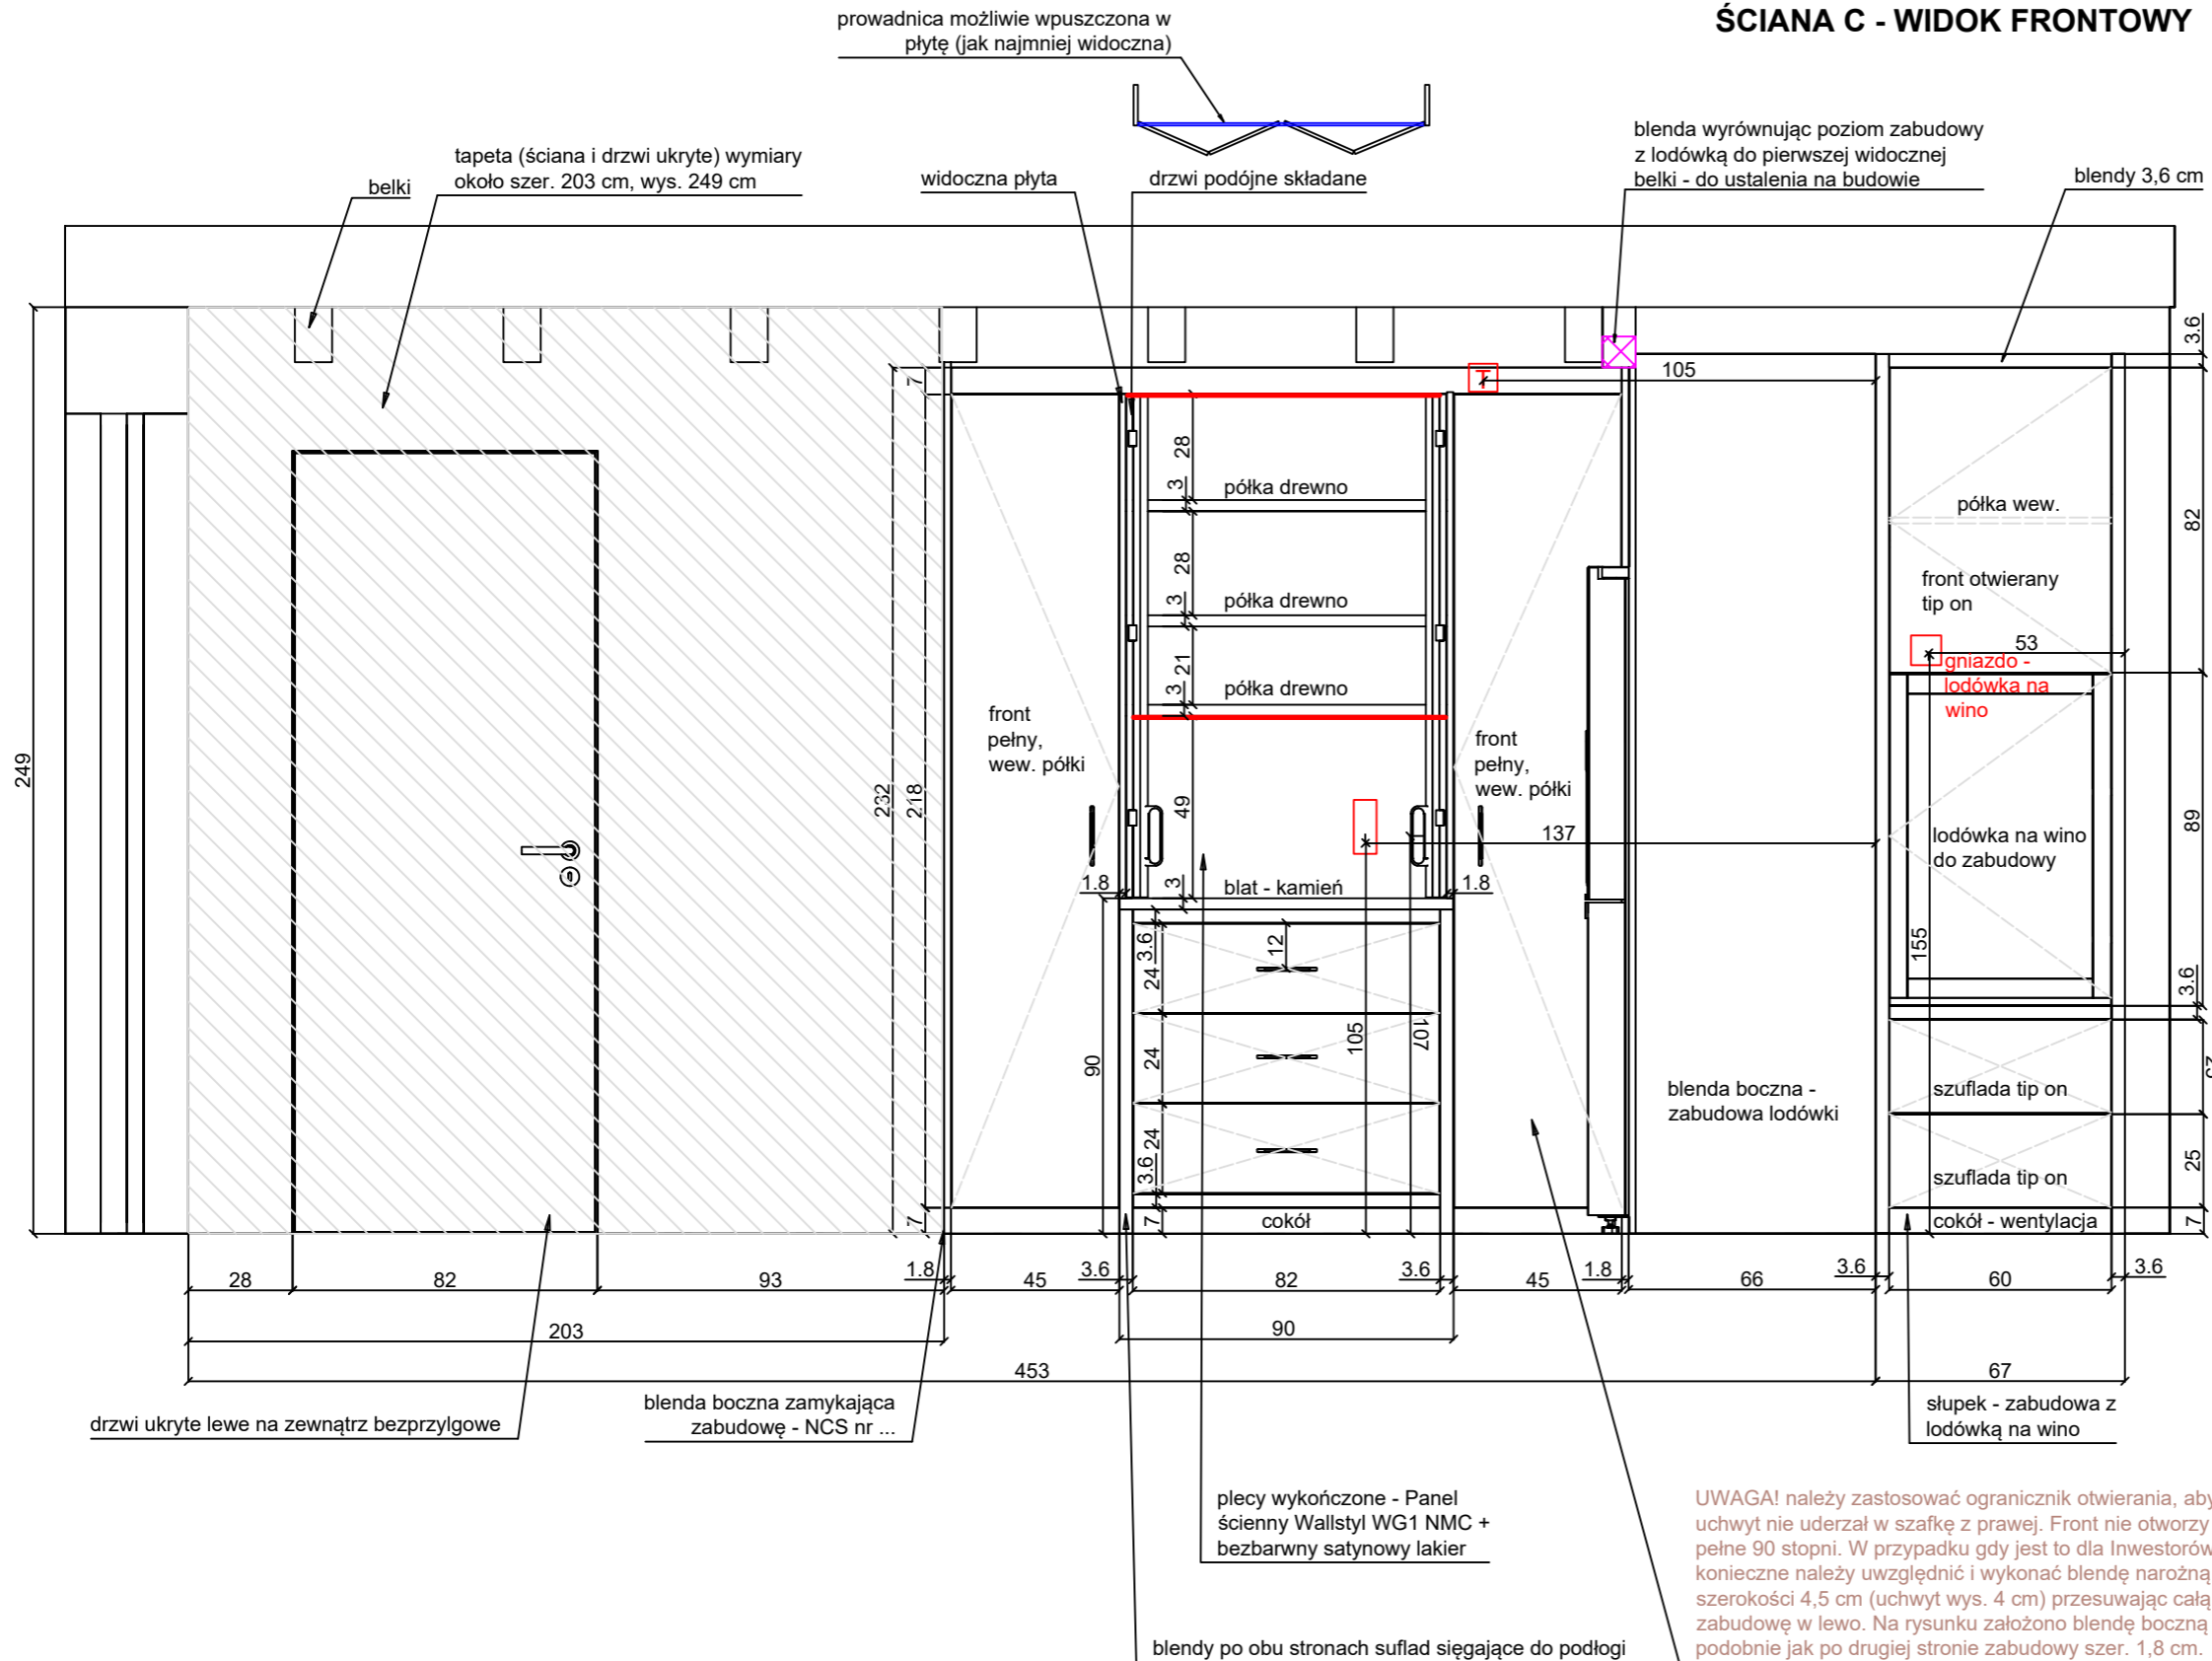 ŚCIANA C - WIDOK FRONTOWY
prowadnica możliwie wpuszczona w
płytę (jak najmniej widoczna)
tapeta (ściana i drzwi ukryte) wymiary
około szer. 203 cm, wys. 249 cm
belki
widoczna płyta
drzwi podójne składane
blenda wyrównując poziom zabudowy
z lodówką do pierwszej widocznej
belki - do ustalenia na budowie
blendy 3,6 cm
3.6
7
T
105
28
3
półka drewno
półka wew.
82
28
front otwierany
tip on
3
półka drewno
53
21
gniazdo -
lodówka na
wino
3
półka drewno
front
pełny,
wew. półki
front
pełny,
wew. półki
249
232
218
49
137
lodówka na wino
do zabudowy
89
1.8
3
blat - kamień
1.8
3.6
12
24
155
3.6
90
24
105
107
blenda boczna -
zabudowa lodówki
szuflada tip on
24
3.6
szuflada tip on
25
7
7
cokół
cokół - wentylacja
7
28
82
93
1.8
45
3.6
82
3.6
45
1.8
66
3.6
60
3.6
203
90
453
67
drzwi ukryte lewe na zewnątrz bezprzylgowe
blenda boczna zamykająca
zabudowę - NCS nr ...
słupek - zabudowa z
lodówką na wino
plecy wykończone - Panel
ścienny Wallstyl WG1 NMC +
bezbarwny satynowy lakier
UWAGA! należy zastosować ogranicznik otwierania, aby
uchwyt nie uderzał w szafkę z prawej. Front nie otworzy
pełne 90 stopni. W przypadku gdy jest to dla Inwestorów
konieczne należy uwzględnić i wykonać blendę narożną
szerokości 4,5 cm (uchwyt wys. 4 cm) przesuwając całą
zabudowę w lewo. Na rysunku założono blendę boczną
podobnie jak po drugiej stronie zabudowy szer. 1,8 cm.
blendy po obu stronach suflad sięgające do podłogi